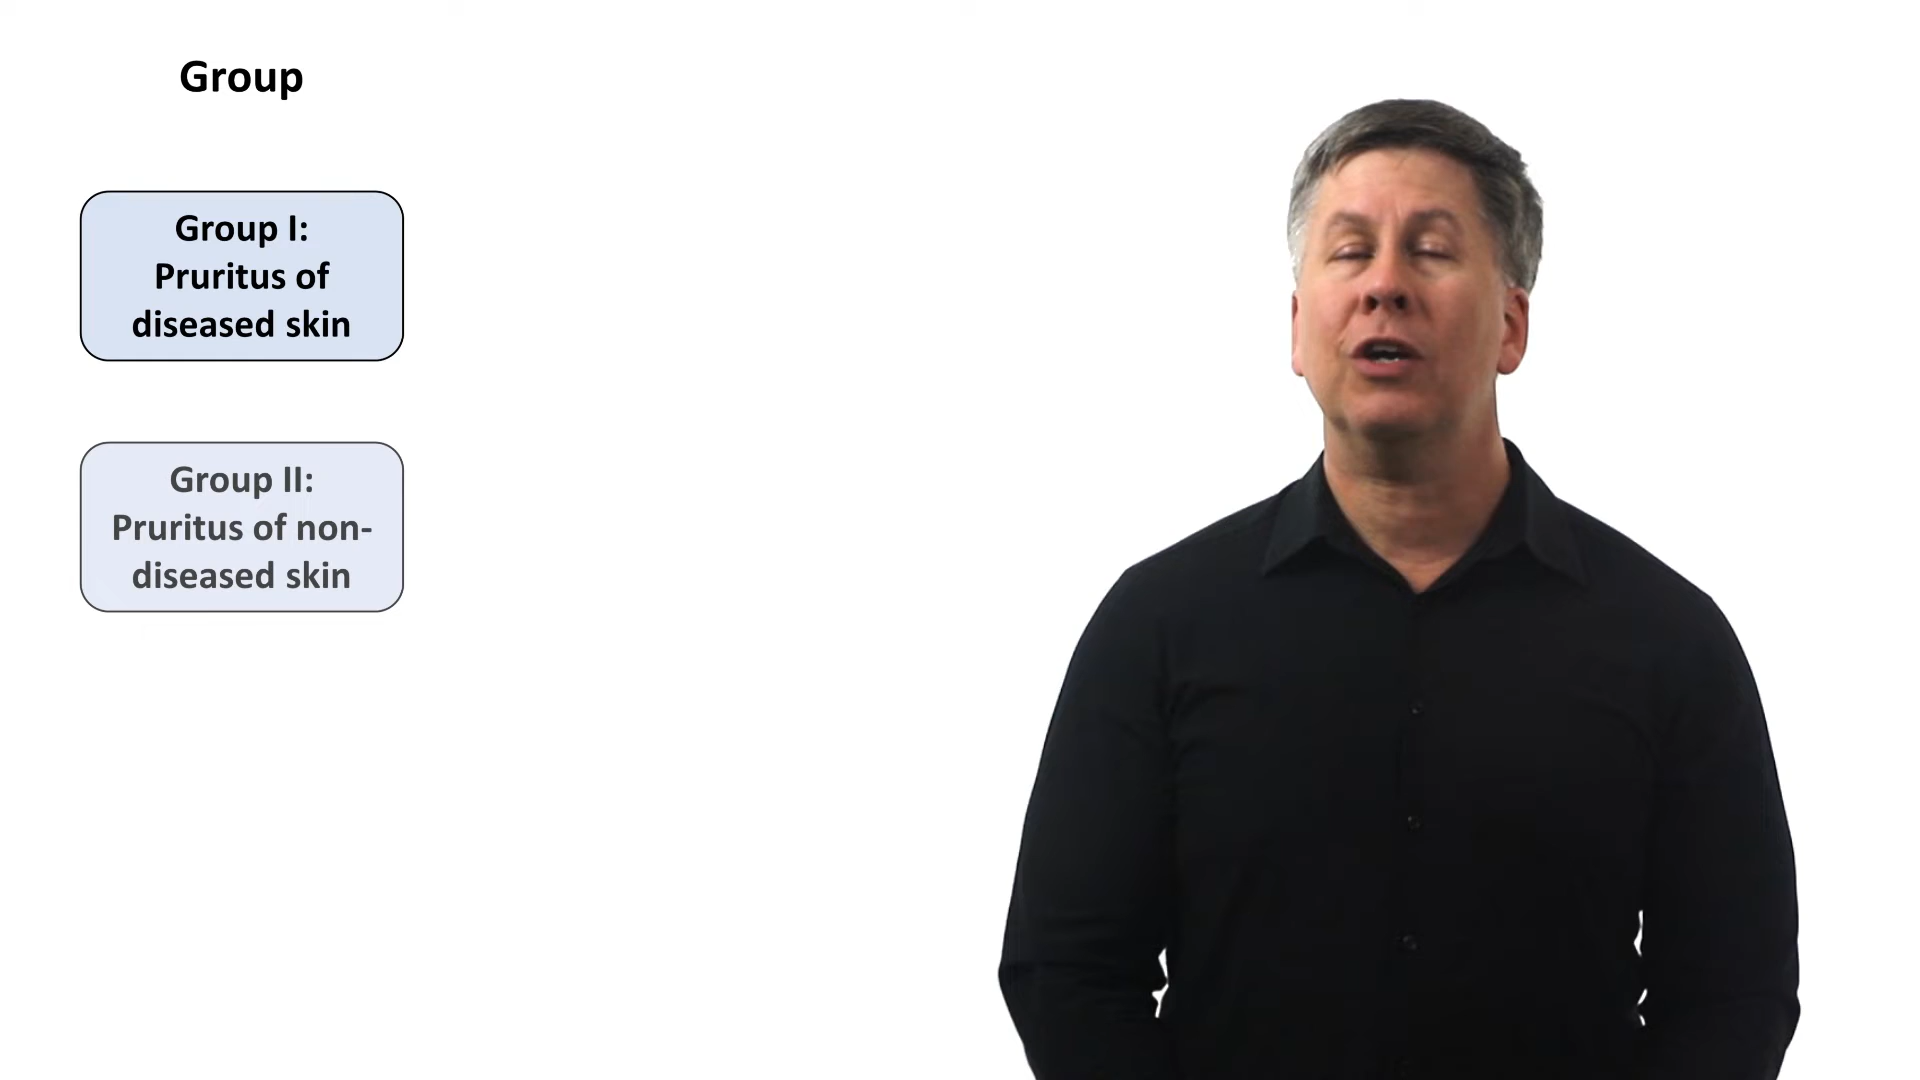 Group
Group I:
Pruritus of
diseased skin
Group II:
Pruritus of non-
diseased skin